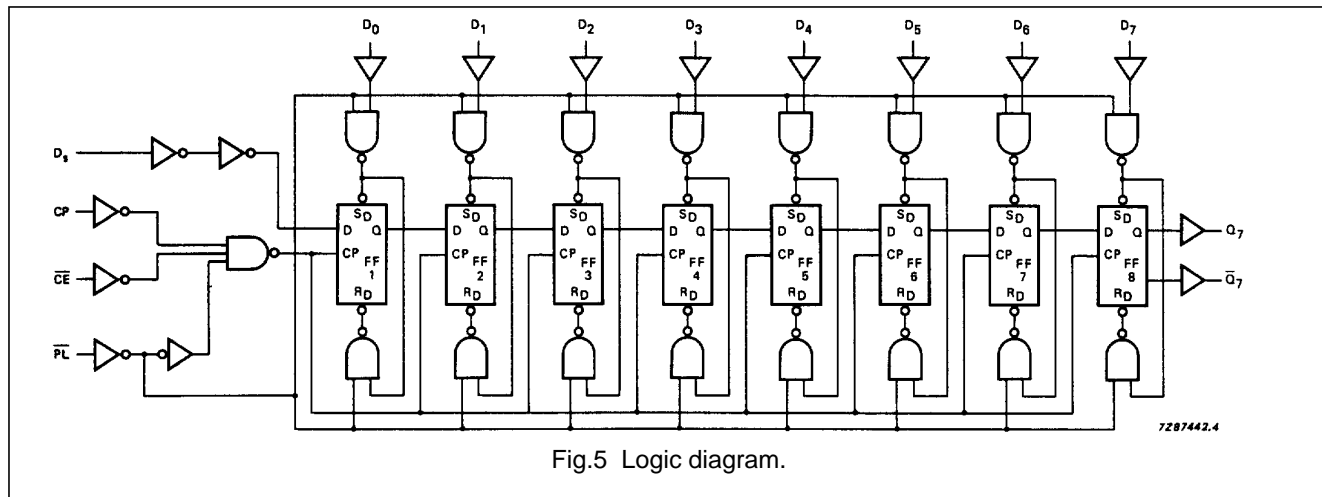 D0 D1 D2 D3 D4 D5 D6 D7
Ds
CP
C̅E̅
P̅L̅
SD SD SD SD SD SD SD SD
D Q D Q D Q D Q D Q D Q D Q D Q
Q7
CP FF 1 CP FF 2 CP FF 3 CP FF 4 CP FF 5 CP FF 6 CP FF 7 CP FF 8
Q̅7
RD RD RD RD RD RD RD RD
7Z87442.4
Fig.5 Logic diagram.